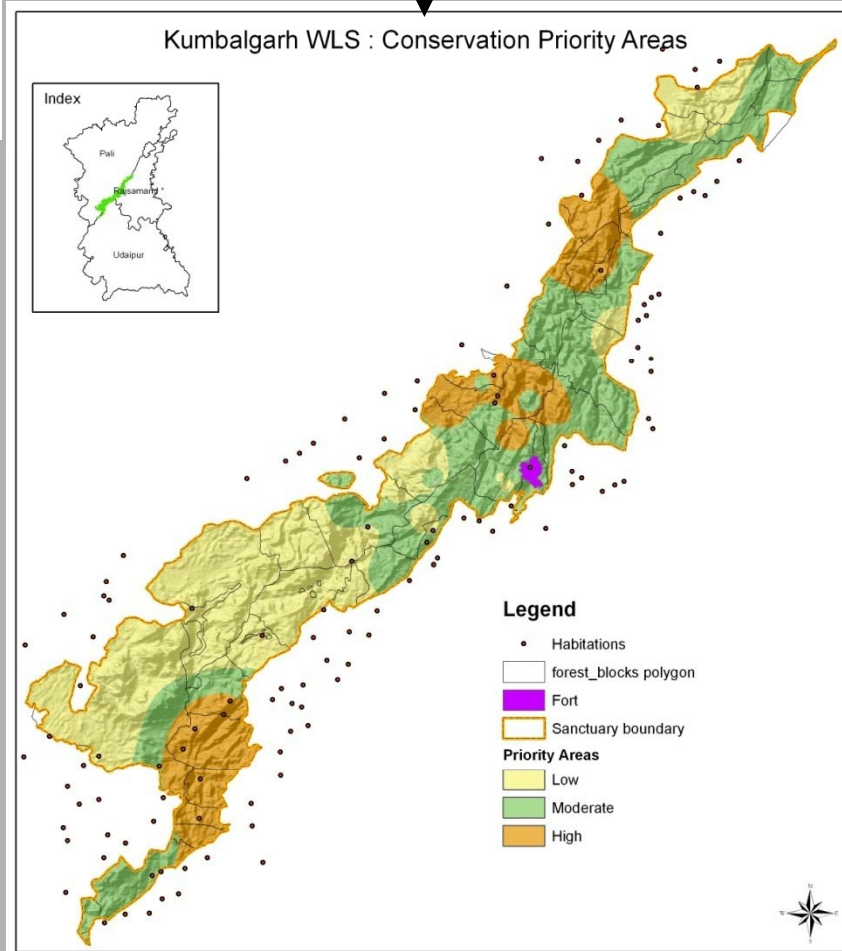 Kumbalgarh WLS : Conservation Priority Areas
Index
Pali
Rajsamand
Udaipur
Legend
Habitations
forest_blocks polygon
Fort
Sanctuary boundary
Priority Areas
Low
Moderate
High
N
W
E
S